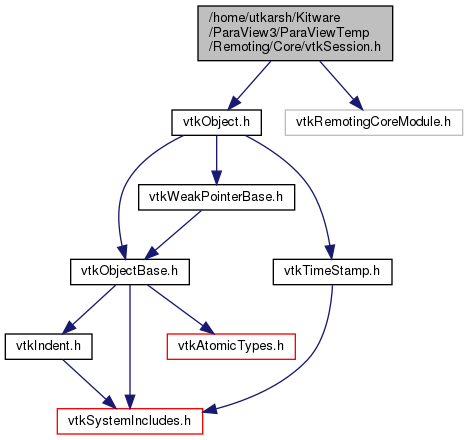 /home/utkarsh/Kitware
/ParaView3/ParaViewTemp
/Remoting/Core/vtkSession.h
vtkObject.h
vtkRemotingCoreModule.h
vtkWeakPointerBase.h
vtkObjectBase.h
vtkTimeStamp.h
vtkIndent.h
vtkAtomicTypes.h
vtkSystemIncludes.h